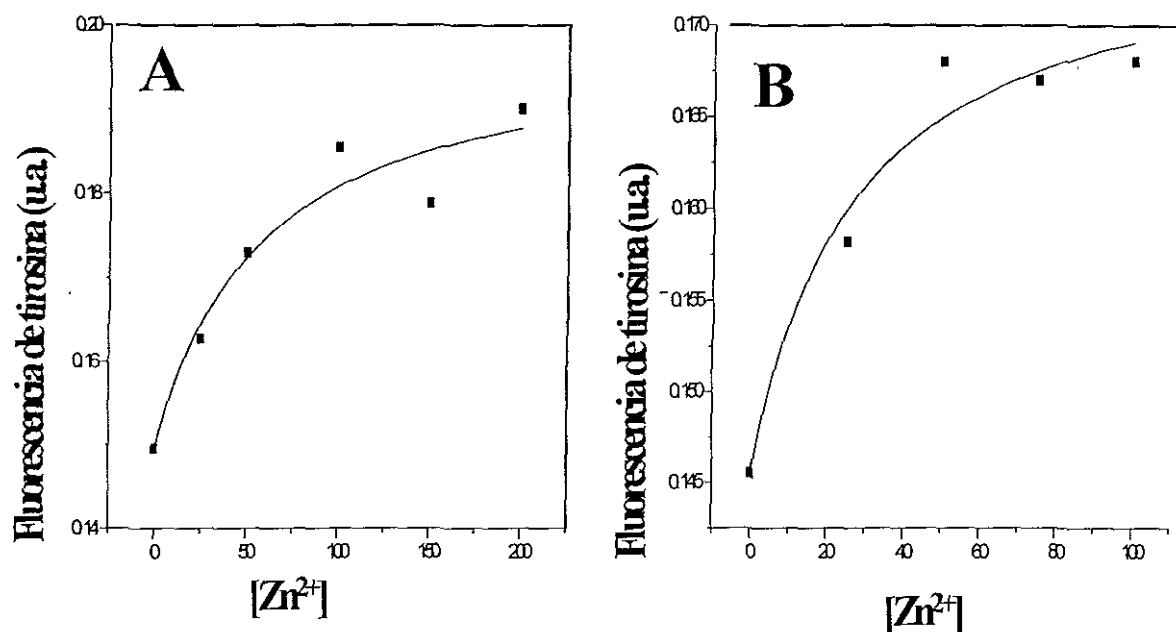 A
Fluorescencia de tirosina (u.a.)
0.20
0.18
0.16
0.14
0 50 100 150 200
[Zn²⁺]
B
Fluorescencia de tirosina (u.a.)
0.170
0.165
0.160
0.155
0.150
0.145
0 20 40 60 80 100
[Zn²⁺]